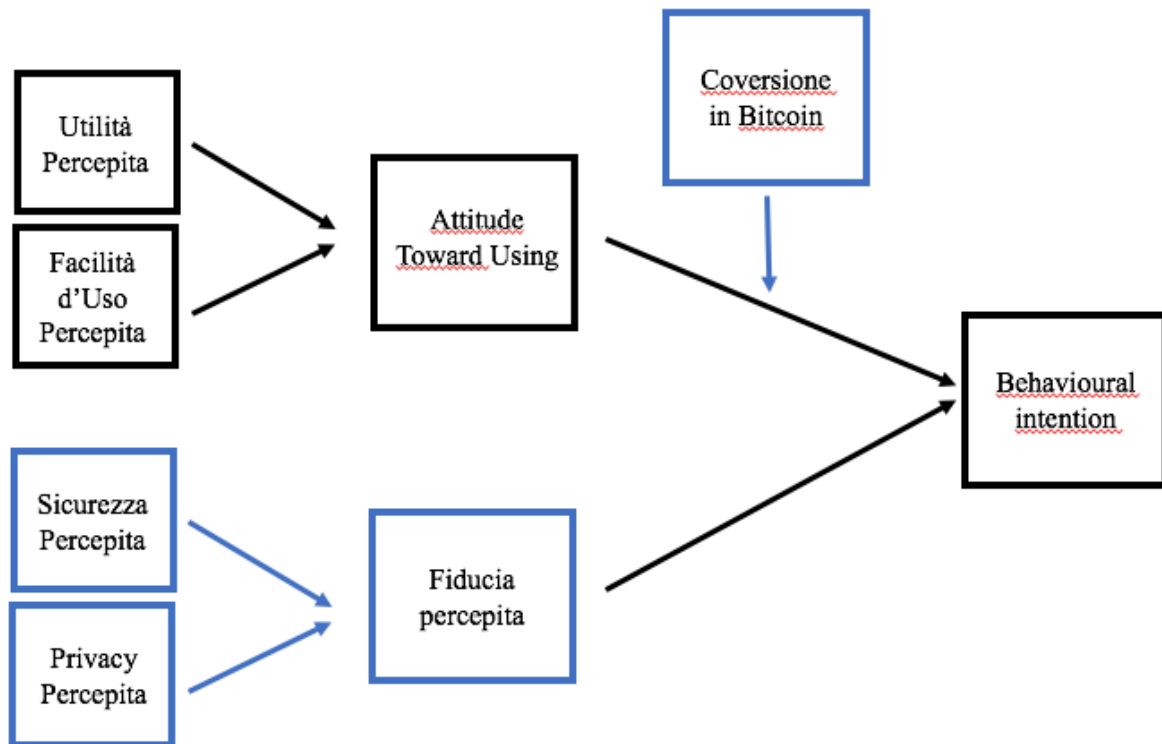 Coversione
in Bitcoin
Utilità
Percepita
Attitude
Toward Using
Facilità
d’Uso
Percepita
Behavioural
intention
Sicurezza
Percepita
Fiducia
percepita
Privacy
Percepita